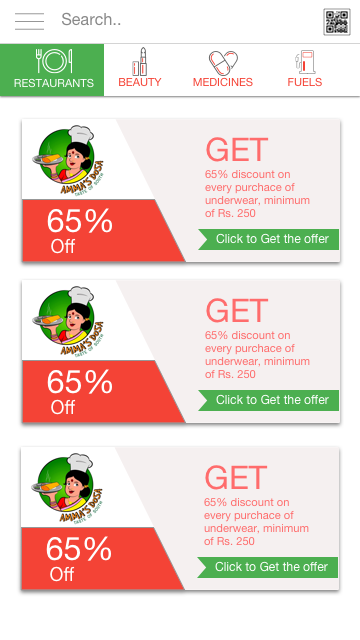 Search..
RESTAURANTS
BEAUTY
MEDICINES
FUELS
AMMA'S DOSA
TASTE OF SOUTH
65%
Off
GET
65% discount on
every purchace of
underwear, minimum
of Rs. 250
Click to Get the offer
AMMA'S DOSA
TASTE OF SOUTH
65%
Off
GET
65% discount on
every purchace of
underwear, minimum
of Rs. 250
Click to Get the offer
AMMA'S DOSA
TASTE OF SOUTH
65%
Off
GET
65% discount on
every purchace of
underwear, minimum
of Rs. 250
Click to Get the offer